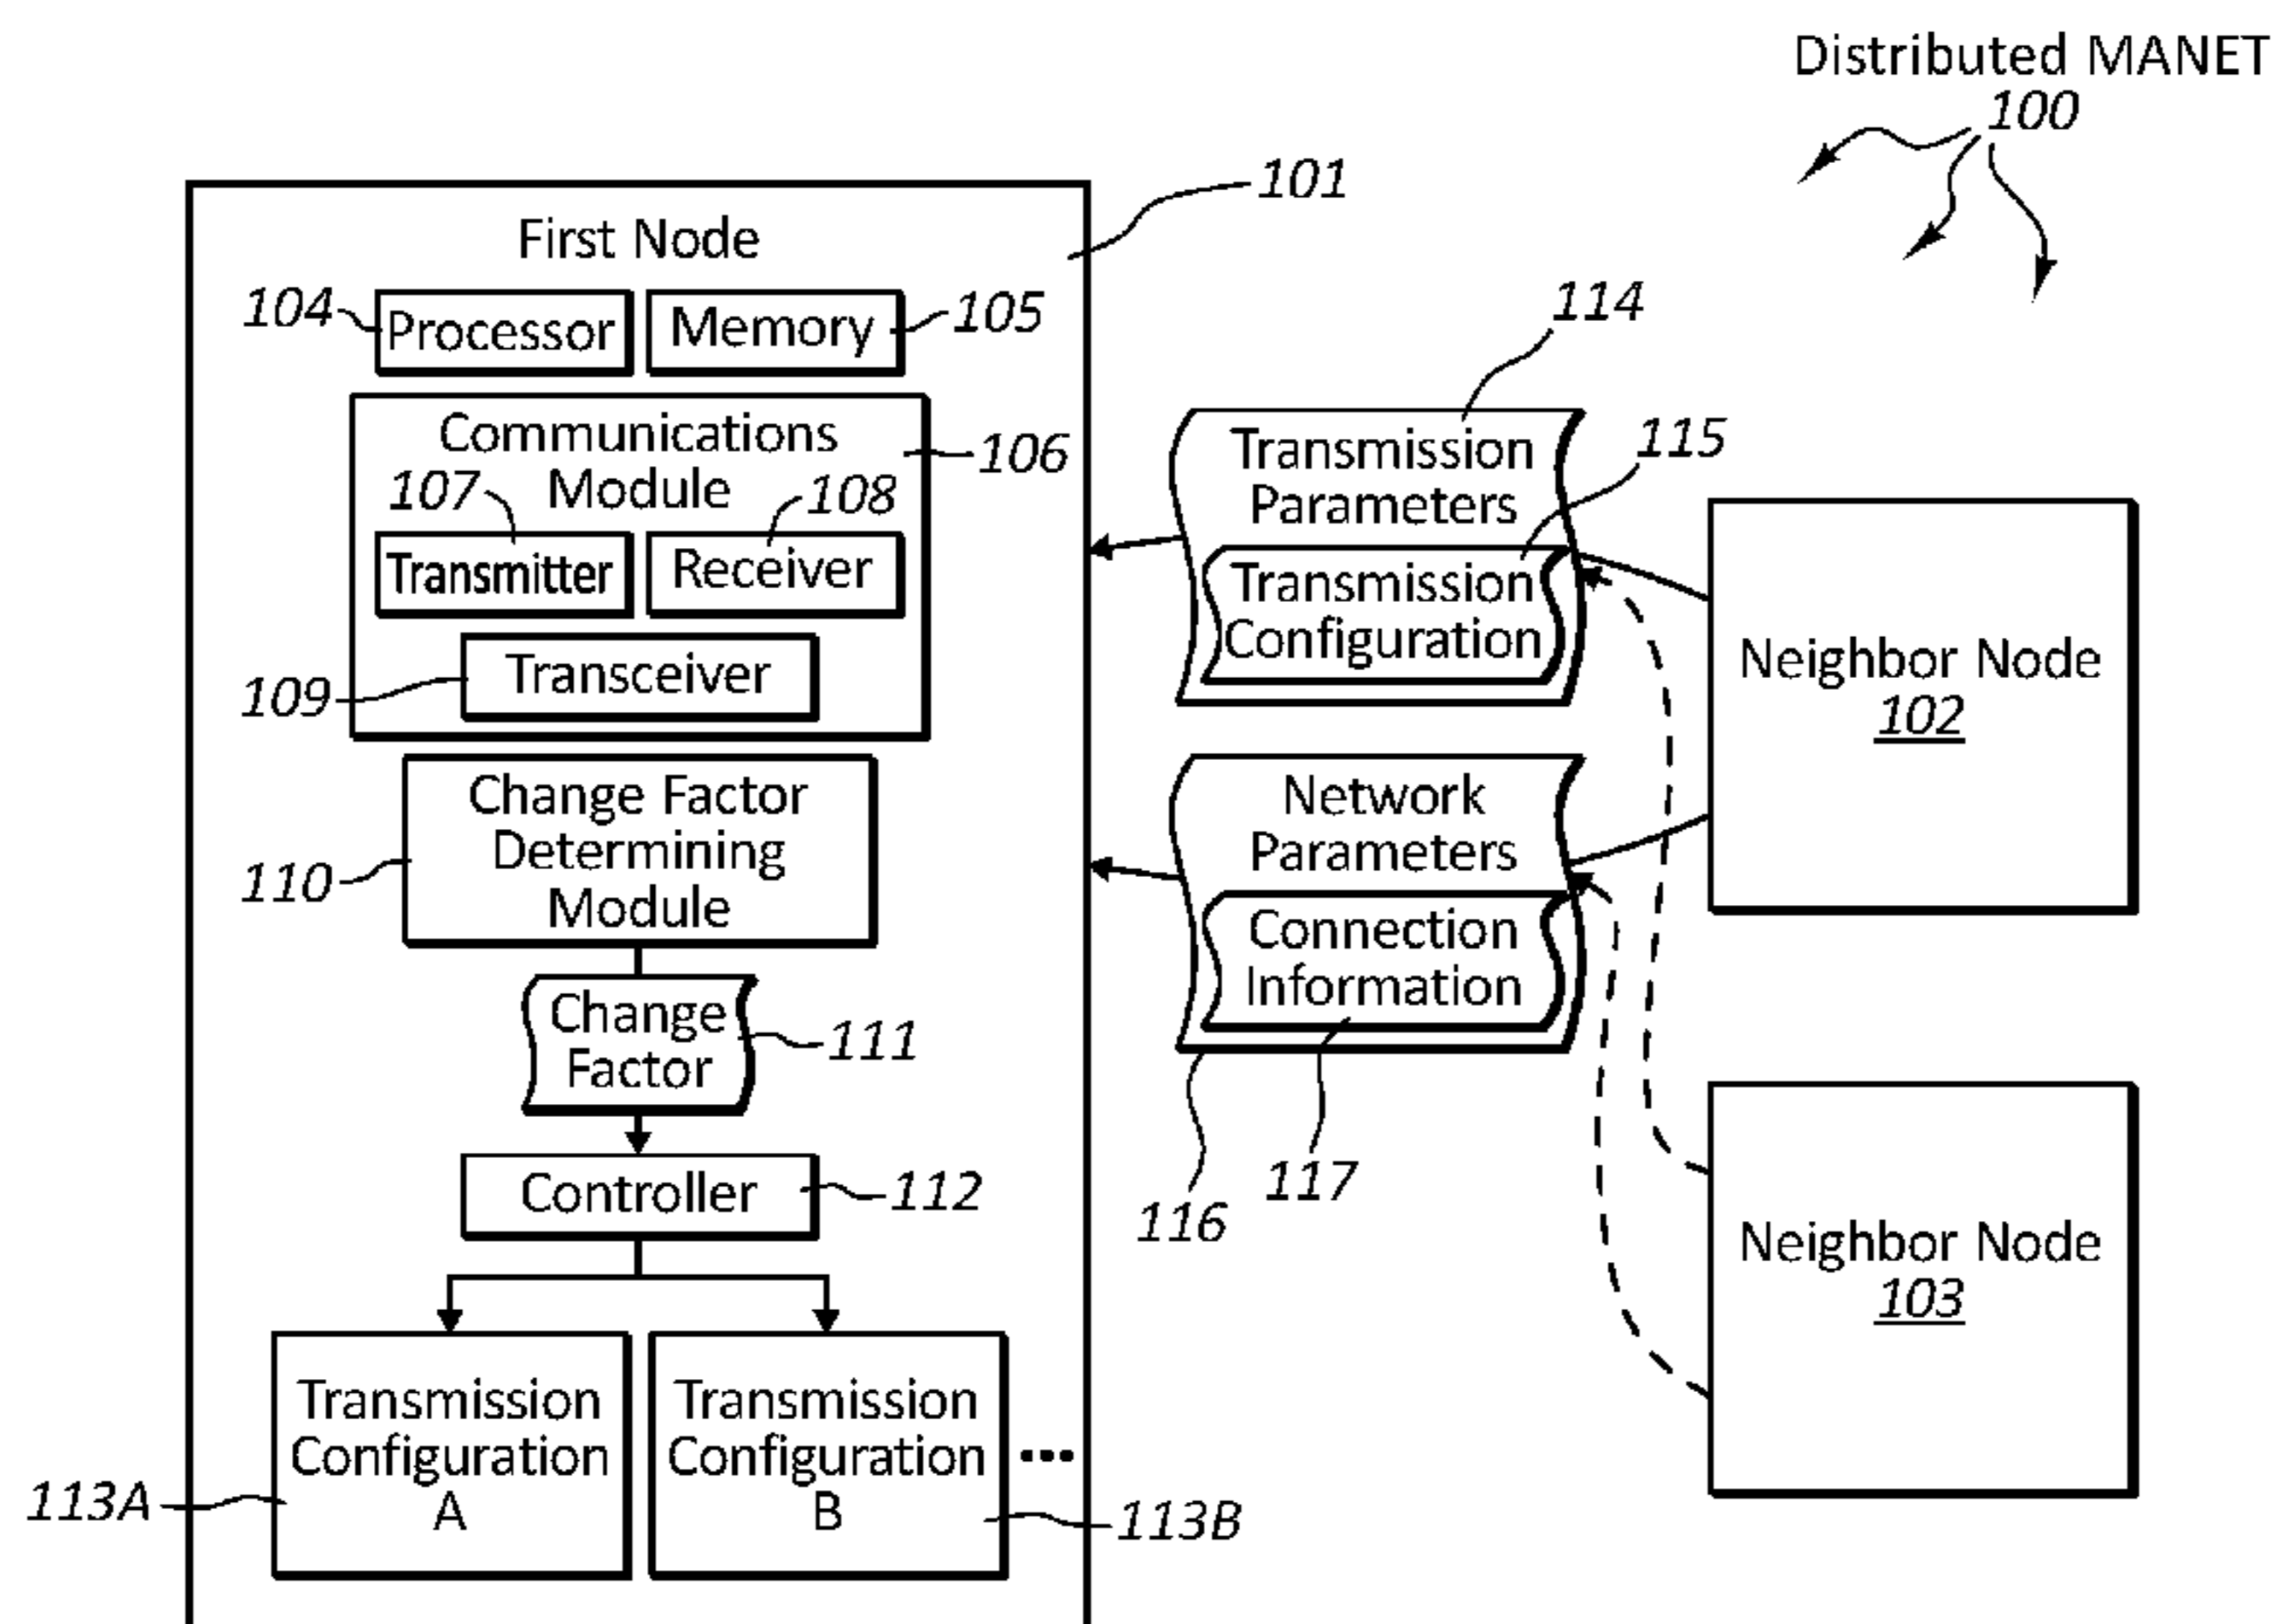 Distributed MANET
100
101
First Node
104
Processor
Memory
105
Communications
Module
106
107
108
Transmitter
Receiver
109
Transceiver
110
Change Factor
Determining
Module
Change
Factor
111
Controller
112
Transmission
Configuration
A
113A
Transmission
Configuration
B
...
113B
114
Transmission
Parameters
115
Transmission
Configuration
Network
Parameters
Connection
Information
116
117
Neighbor Node
102
Neighbor Node
103